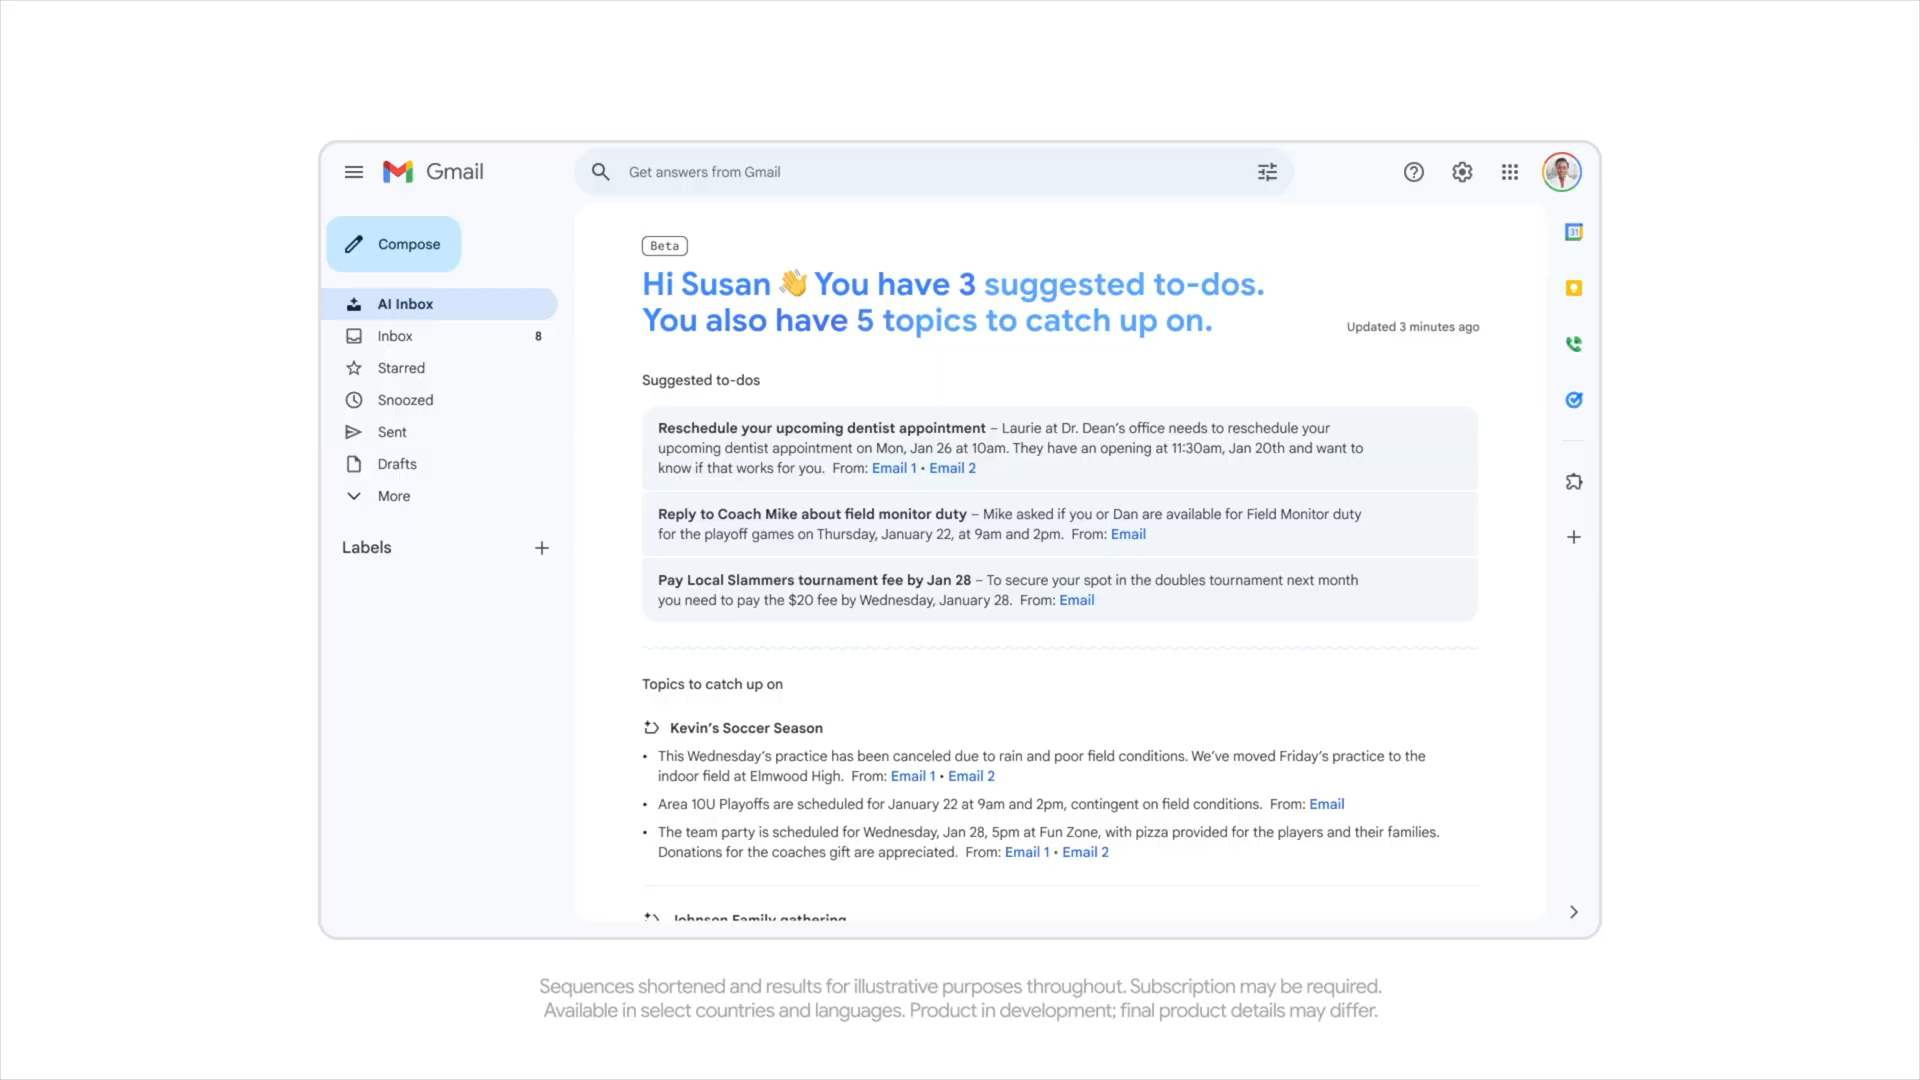 Gmail
Get answers from Gmail
Compose
AI Inbox
Inbox 8
Starred
Snoozed
Sent
Drafts
More
Labels
Beta
Hi Susan 👋 You have 3 suggested to-dos.
You also have 5 topics to catch up on.
Updated 3 minutes ago
Suggested to-dos
Reschedule your upcoming dentist appointment – Laurie at Dr. Dean’s office needs to reschedule your
upcoming dentist appointment on Mon, Jan 26 at 10am. They have an opening at 11:30am, Jan 20th and want to
know if that works for you. From: Email 1 • Email 2
Reply to Coach Mike about field monitor duty – Mike asked if you or Dan are available for Field Monitor duty
for the playoff games on Thursday, January 22, at 9am and 2pm. From: Email
Pay Local Slammers tournament fee by Jan 28 – To secure your spot in the doubles tournament next month
you need to pay the $20 fee by Wednesday, January 28. From: Email
Topics to catch up on
Kevin’s Soccer Season
• This Wednesday’s practice has been canceled due to rain and poor field conditions. We’ve moved Friday’s practice to the
indoor field at Elmwood High. From: Email 1 • Email 2
• Area 10U Playoffs are scheduled for January 22 at 9am and 2pm, contingent on field conditions. From: Email
• The team party is scheduled for Wednesday, Jan 28, 5pm at Fun Zone, with pizza provided for the players and their families.
Donations for the coaches gift are appreciated. From: Email 1 • Email 2
Johnson Family gathering
31
Sequences shortened and results for illustrative purposes throughout. Subscription may be required.
Available in select countries and languages. Product in development; final product details may differ.